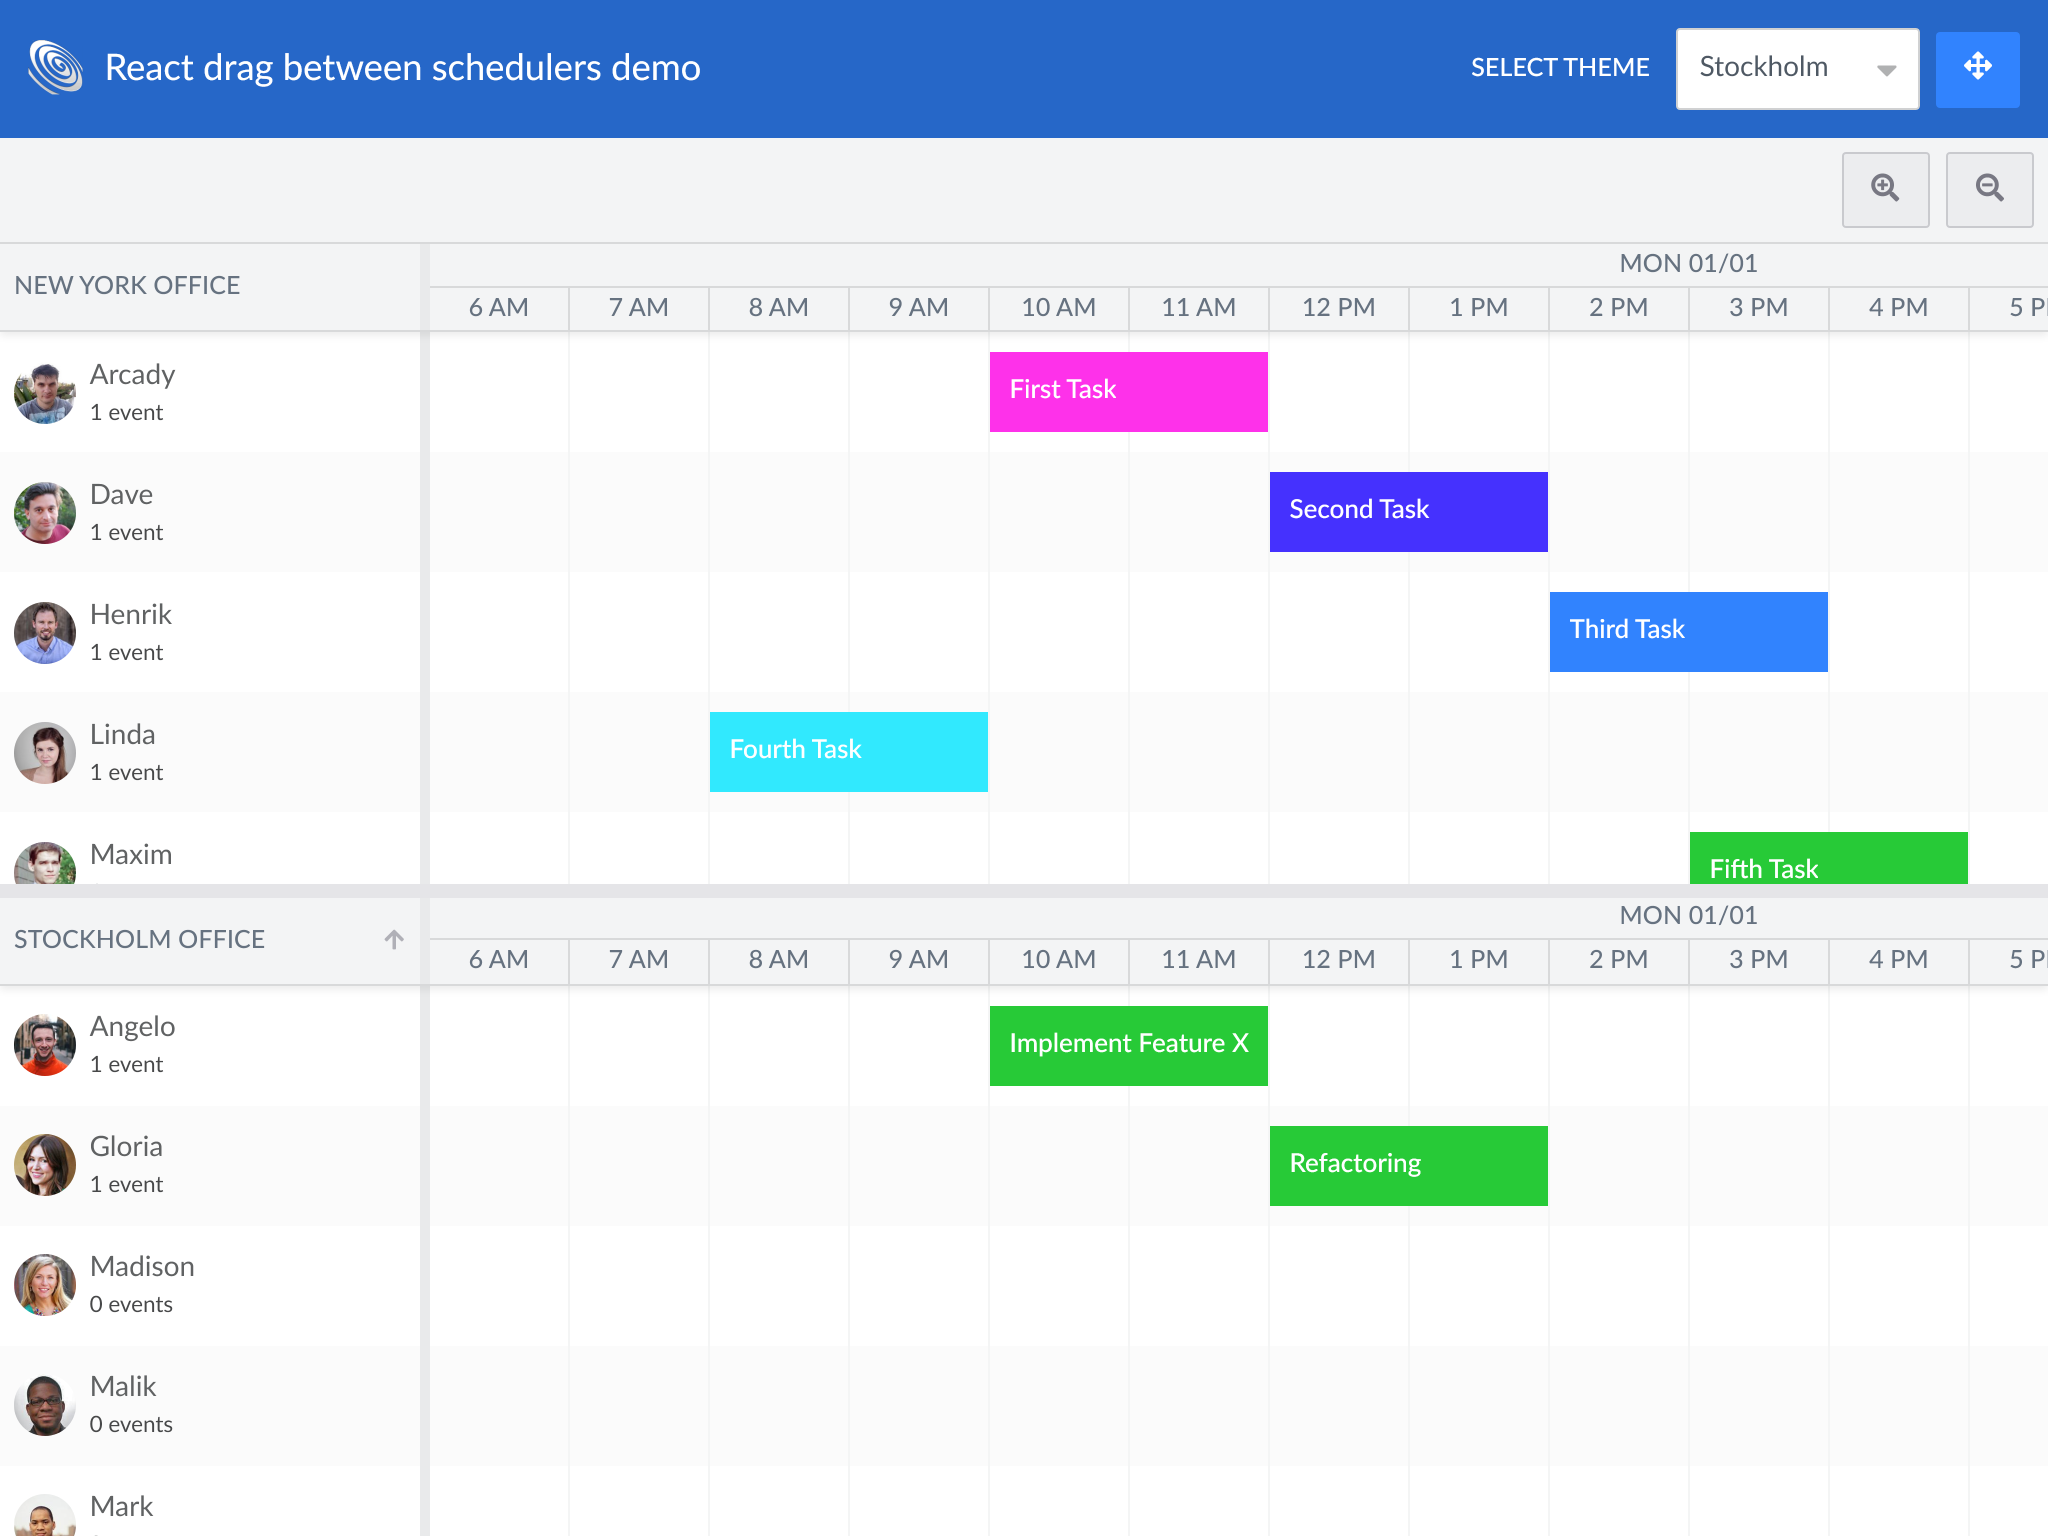 React drag between schedulers demo
SELECT THEME
Stockholm
NEW YORK OFFICE
MON 01/01
6 AM 7 AM 8 AM 9 AM 10 AM 11 AM 12 PM 1 PM 2 PM 3 PM 4 PM 5 P
Arcady
1 event
First Task
Dave
1 event
Second Task
Henrik
1 event
Third Task
Linda
1 event
Fourth Task
Maxim
Fifth Task
STOCKHOLM OFFICE
MON 01/01
6 AM 7 AM 8 AM 9 AM 10 AM 11 AM 12 PM 1 PM 2 PM 3 PM 4 PM 5 P
Angelo
1 event
Implement Feature X
Gloria
1 event
Refactoring
Madison
0 events
Malik
0 events
Mark